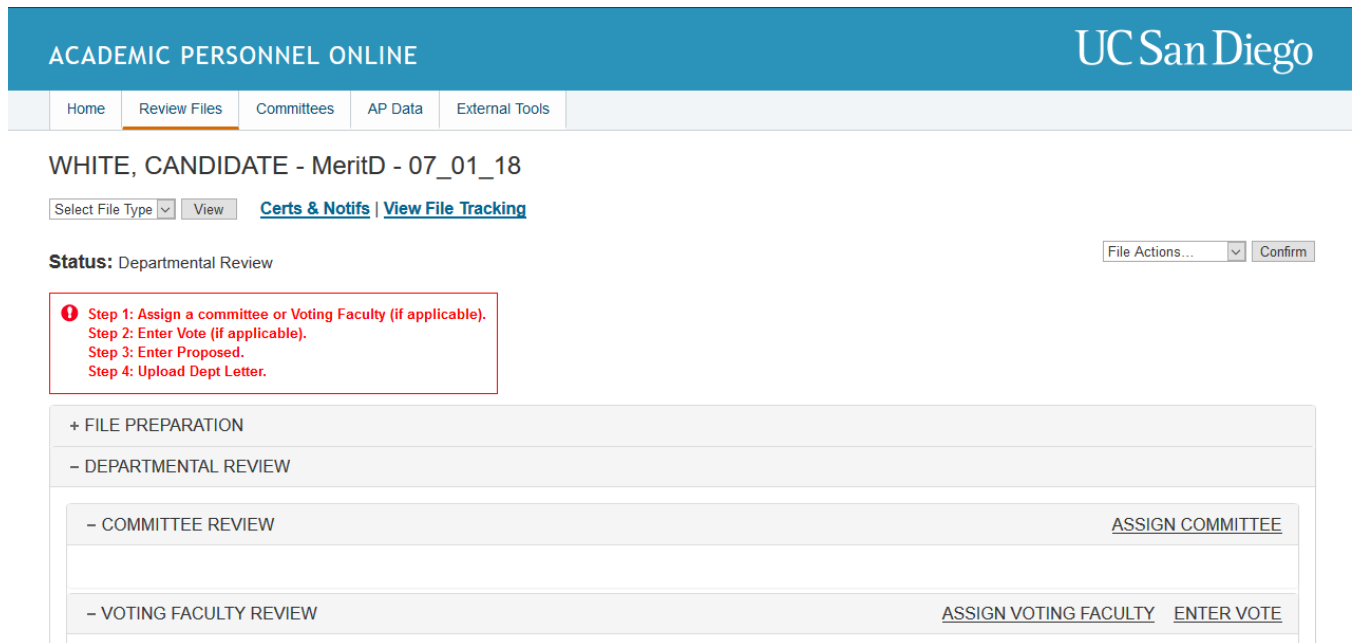 ACADEMIC PERSONNEL ONLINE
UC San Diego
Home Review Files Committees AP Data External Tools
WHITE, CANDIDATE - MeritD - 07_01_18
Select File Type View Certs & Notifs | View File Tracking
File Actions... Confirm
Status: Departmental Review
Step 1: Assign a committee or Voting Faculty (if applicable).
Step 2: Enter Vote (if applicable).
Step 3: Enter Proposed.
Step 4: Upload Dept Letter.
+ FILE PREPARATION
– DEPARTMENTAL REVIEW
– COMMITTEE REVIEW ASSIGN COMMITTEE
– VOTING FACULTY REVIEW ASSIGN VOTING FACULTY ENTER VOTE